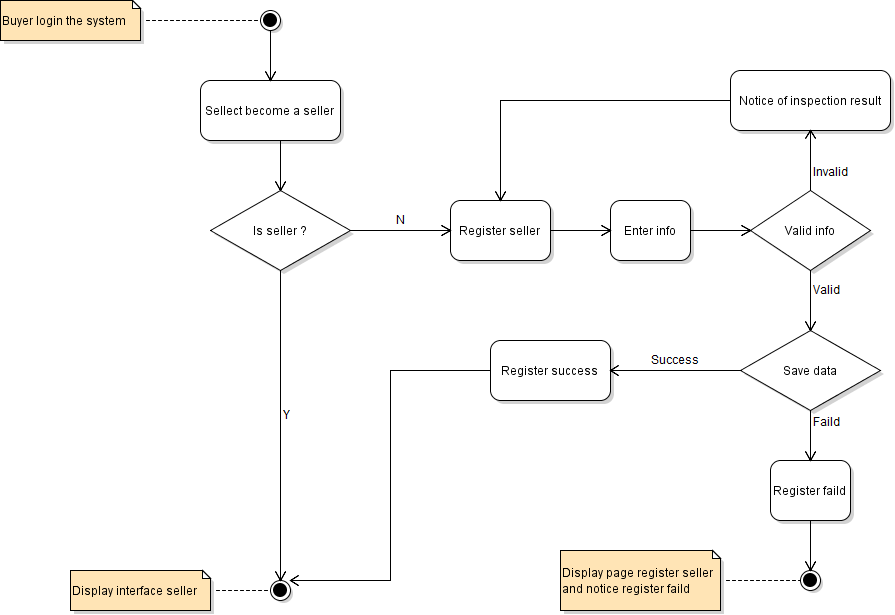 Buyer login the system
Sellect become a seller
Notice of inspection result
Invalid
Is seller ?
N
Register seller
Enter info
Valid info
Valid
Register success
Success
Save data
Y
Faild
Register faild
Display interface seller
Display page register seller
and notice register faild